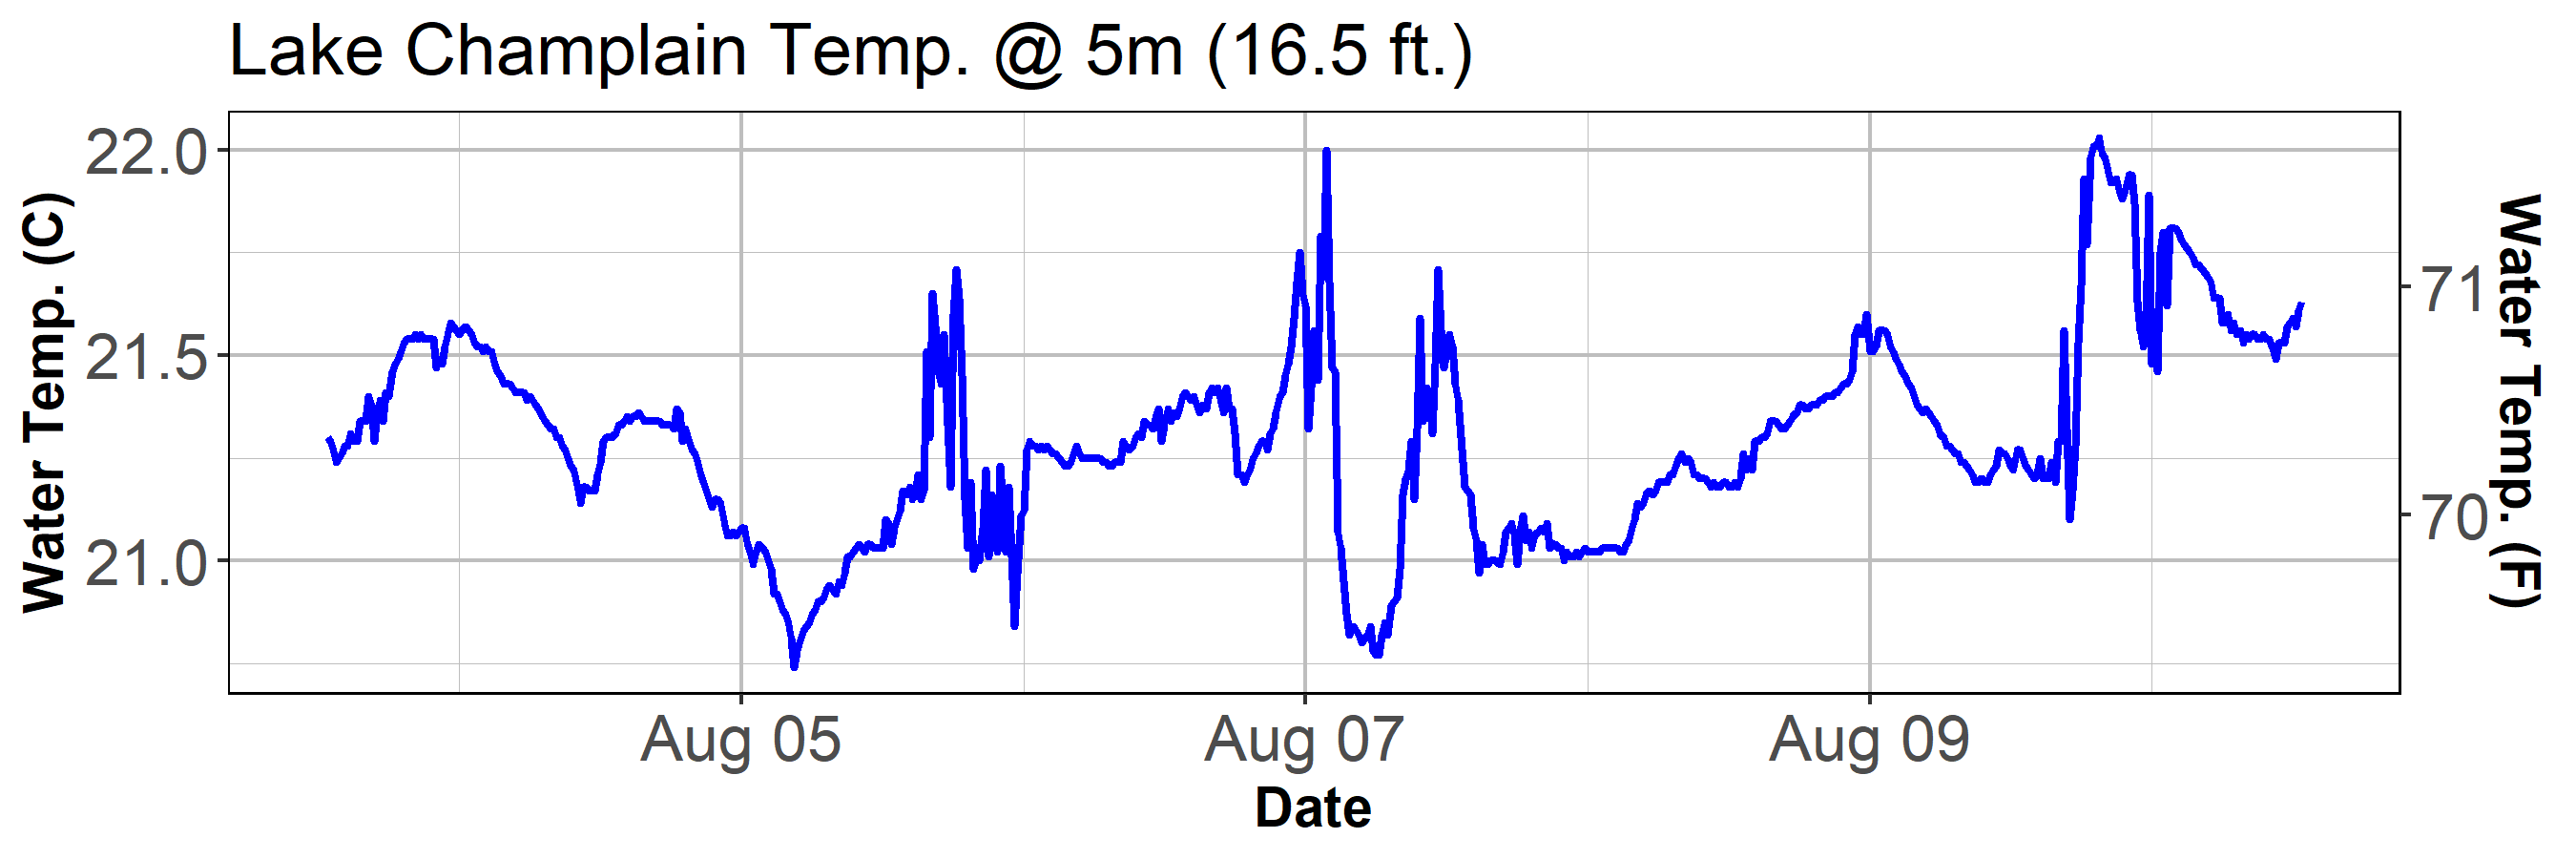 Lake Champlain Temp. @ 5m (16.5 ft.)
22.0
21.5
21.0
Water Temp. (C)
71
70
Water Temp. (F)
Aug 05
Aug 07
Aug 09
Date